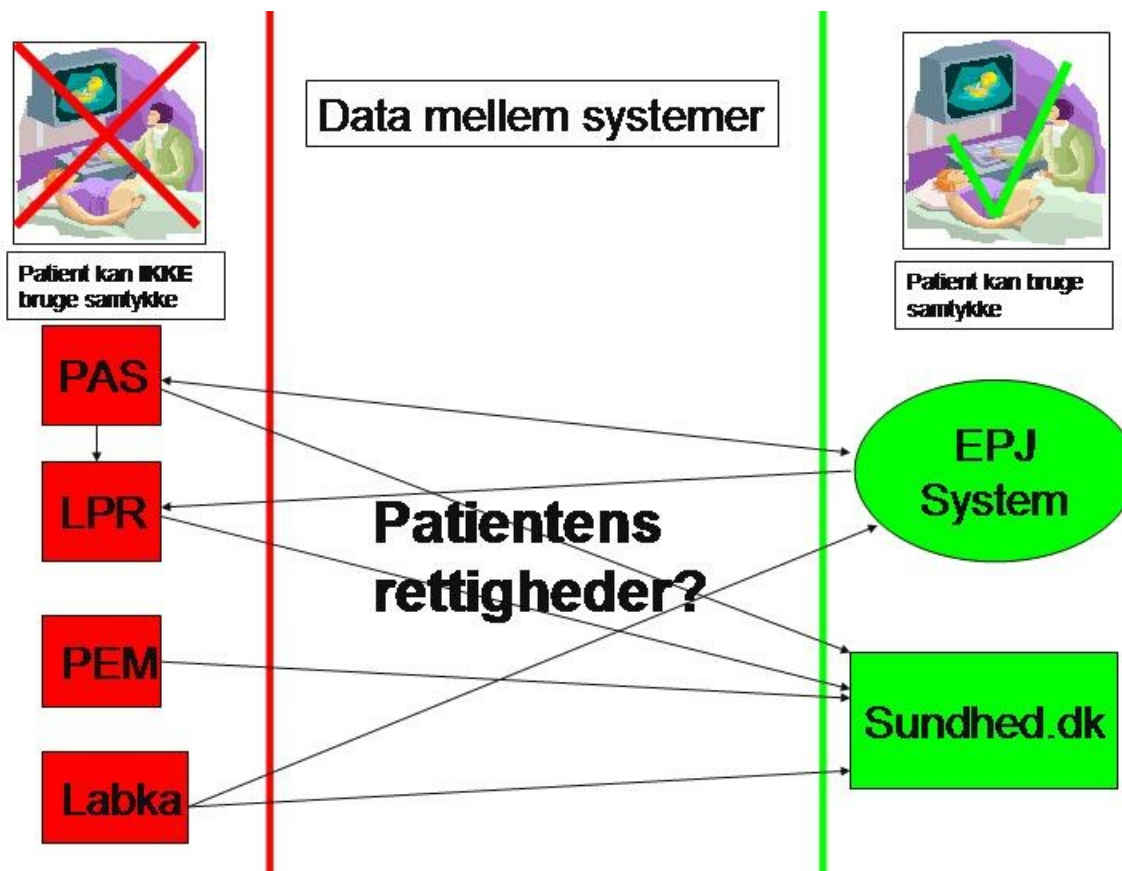 Data mellem systemer
Patient kan IKKE
bruge samtykke
Patient kan bruge
samtykke
PAS
EPJ
System
LPR
Patientens
rettigheder?
PEM
Sundhed.dk
Labka